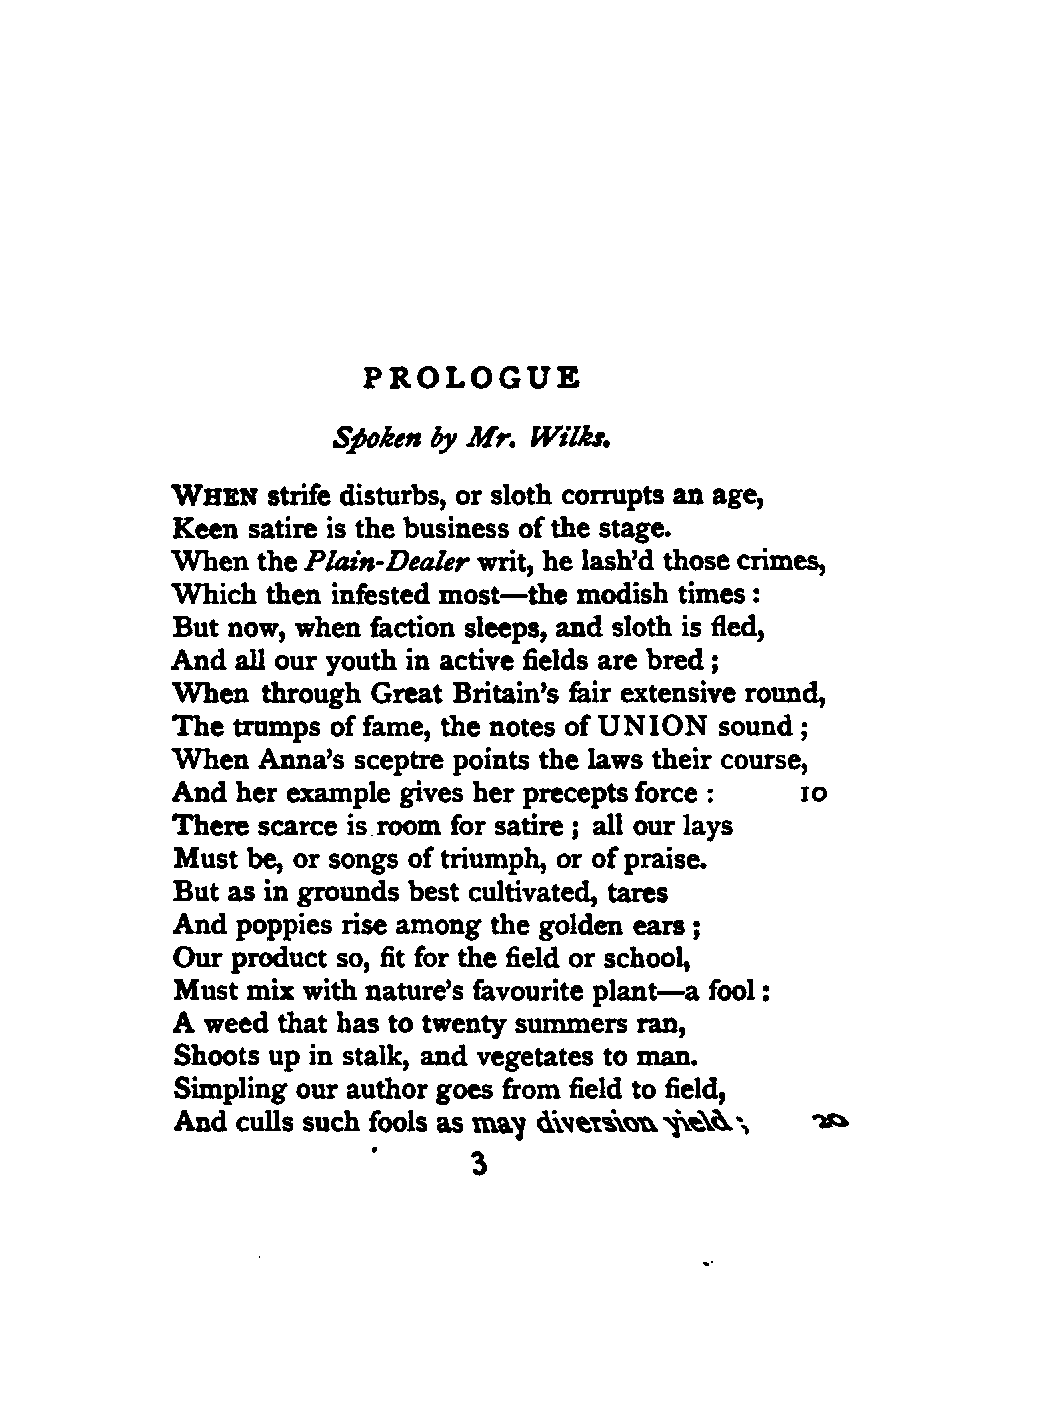 PROLOGUE
Spoken by Mr. Wilks.
WHEN strife disturbs, or sloth corrupts an age,
Keen satire is the business of the stage.
When the Plain-Dealer writ, he lash'd those crimes,
Which then infested most—the modish times :
But now, when faction sleeps, and sloth is fled,
And all our youth in active fields are bred ;
When through Great Britain's fair extensive round,
The trumps of fame, the notes of UNION sound ;
When Anna's sceptre points the laws their course,
And her example gives her precepts force : 10
There scarce is room for satire ; all our lays
Must be, or songs of triumph, or of praise.
But as in grounds best cultivated, tares
And poppies rise among the golden ears ;
Our product so, fit for the field or school,
Must mix with nature's favourite plant—a fool :
A weed that has to twenty summers ran,
Shoots up in stalk, and vegetates to man.
Simpling our author goes from field to field,
And culls such fools as may diversion yield ; 20
3